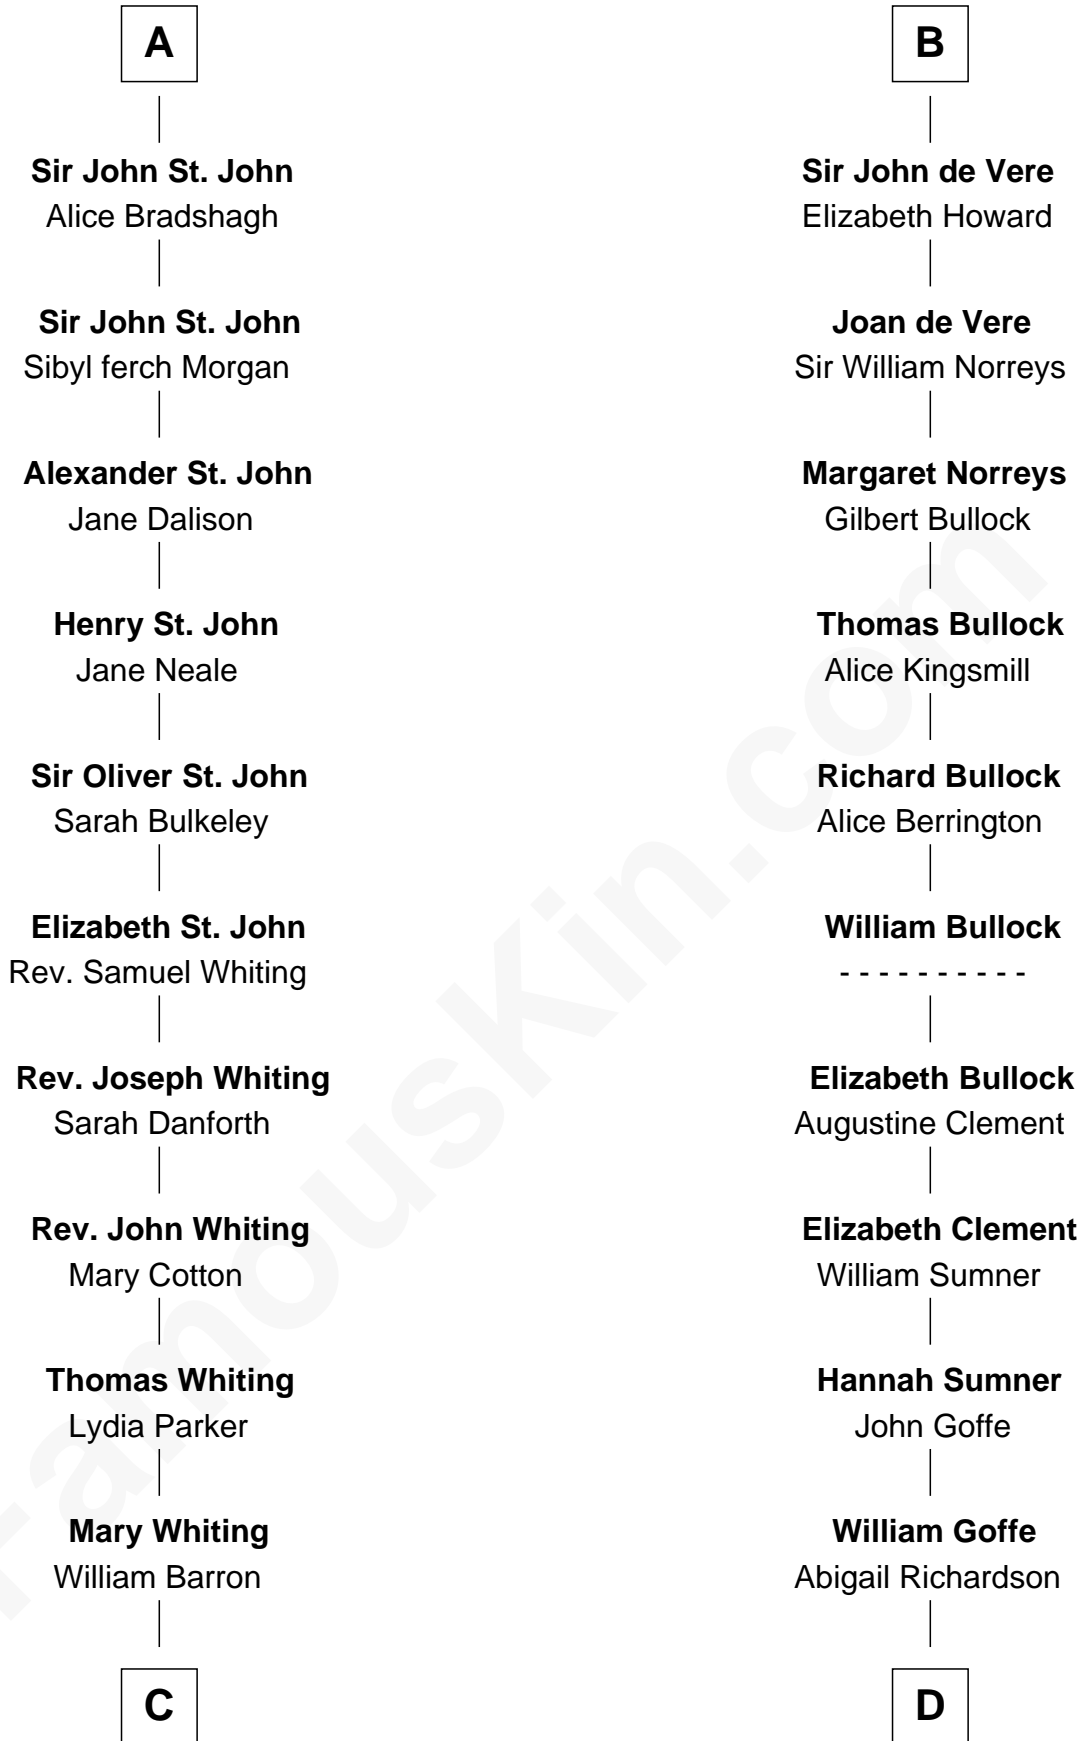 A
Sir John St. John
Alice Bradshagh
Sir John St. John
Sibyl ferch Morgan
Alexander St. John
Jane Dalison
Henry St. John
Jane Neale
Sir Oliver St. John
Sarah Bulkeley
Elizabeth St. John
Rev. Samuel Whiting
Rev. Joseph Whiting
Sarah Danforth
Rev. John Whiting
Mary Cotton
Thomas Whiting
Lydia Parker
Mary Whiting
William Barron
C
B
Sir John de Vere
Elizabeth Howard
Joan de Vere
Sir William Norreys
Margaret Norreys
Gilbert Bullock
Thomas Bullock
Alice Kingsmill
Richard Bullock
Alice Berrington
William Bullock
- - - - - - - - - -
Elizabeth Bullock
Augustine Clement
Elizabeth Clement
William Sumner
Hannah Sumner
John Goffe
William Goffe
Abigail Richardson
D
FamousKin.com